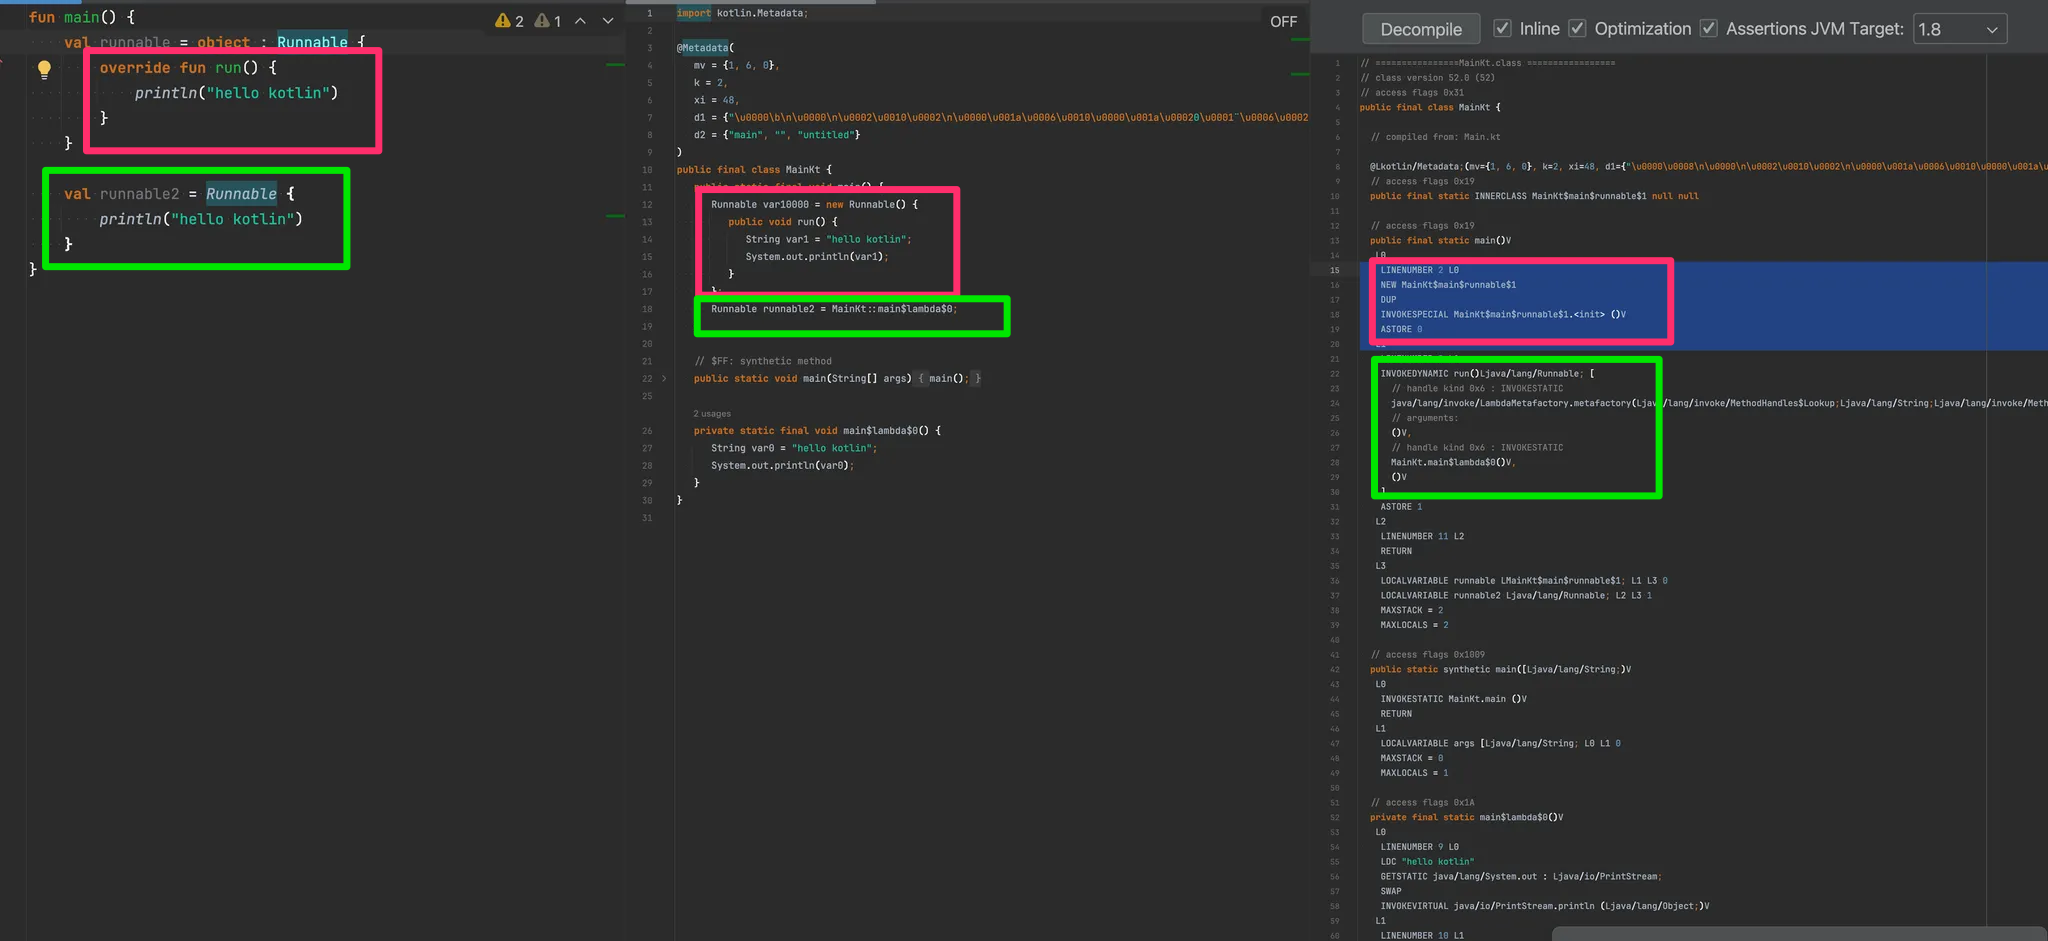 fun main() {
val runnable = object : Runnable {
override fun run() {
println("hello kotlin")
}
}
val runnable2 = Runnable {
println("hello kotlin")
}
}
2 1
1 import kotlin.Metadata;
OFF
2
3 @Metadata(
4 mv = {1, 6, 0},
5 k = 2,
6 xi = 48,
7 d1 = {"\u0000\b\n\u0000\n\u0002\u0010\u0002\n\u0000\u001a\u0006\u0010\u0000\u001a\u00020\u0001¨\u0006\u0002
8 d2 = {"main", "", "untitled"}
9 )
10 public final class MainKt {
11 public static final void main() {
12 Runnable var10000 = new Runnable() {
13 public void run() {
14 String var1 = "hello kotlin";
15 System.out.println(var1);
16 }
17 };
18 Runnable runnable2 = MainKt::main$lambda$0;
19
20
21 // $FF: synthetic method
22 public static void main(String[] args) { main(); }
25
2 usages
26 private static final void main$lambda$0() {
27 String var0 = "hello kotlin";
28 System.out.println(var0);
29 }
30 }
31
Decompile Inline Optimization Assertions JVM Target: 1.8
1 // ================MainKt.class =================
2 // class version 52.0 (52)
3 // access flags 0x31
4 public final class MainKt {
5
6 // compiled from: Main.kt
7
8 @Lkotlin/Metadata;(mv={1, 6, 0}, k=2, xi=48, d1={"\u0000\u0008\n\u0000\n\u0002\u0010\u0002\n\u0000\u001a\u0006\u0010\u0000\u001a\u
9 // access flags 0x19
10 public final static INNERCLASS MainKt$main$runnable$1 null null
11
12 // access flags 0x19
13 public final static main()V
14 L0
15 LINENUMBER 2 L0
16 NEW MainKt$main$runnable$1
17 DUP
18 INVOKESPECIAL MainKt$main$runnable$1.<init> ()V
19 ASTORE 0
20 L1
21
22 INVOKEDYNAMIC run()Ljava/lang/Runnable; [
23 // handle kind 0x6 : INVOKESTATIC
24 java/lang/invoke/LambdaMetafactory.metafactory(Ljava/lang/invoke/MethodHandles$Lookup;Ljava/lang/String;Ljava/lang/invoke/Meth
25 // arguments:
26 ()V,
27 // handle kind 0x6 : INVOKESTATIC
28 MainKt.main$lambda$0()V,
29 ()V
30 ]
31 ASTORE 1
32 L2
33 LINENUMBER 11 L2
34 RETURN
35 L3
36 LOCALVARIABLE runnable LMainKt$main$runnable$1; L1 L3 0
37 LOCALVARIABLE runnable2 Ljava/lang/Runnable; L2 L3 1
38 MAXSTACK = 2
39 MAXLOCALS = 2
40
41 // access flags 0x1009
42 public static synthetic main([Ljava/lang/String;)V
43 L0
44 INVOKESTATIC MainKt.main ()V
45 RETURN
46 L1
47 LOCALVARIABLE args [Ljava/lang/String; L0 L1 0
48 MAXSTACK = 0
49 MAXLOCALS = 1
50
51 // access flags 0x1A
52 private final static main$lambda$0()V
53 L0
54 LINENUMBER 9 L0
55 LDC "hello kotlin"
56 GETSTATIC java/lang/System.out : Ljava/io/PrintStream;
57 SWAP
58 INVOKEVIRTUAL java/io/PrintStream.println (Ljava/lang/Object;)V
59 L1
60 LINENUMBER 10 L1